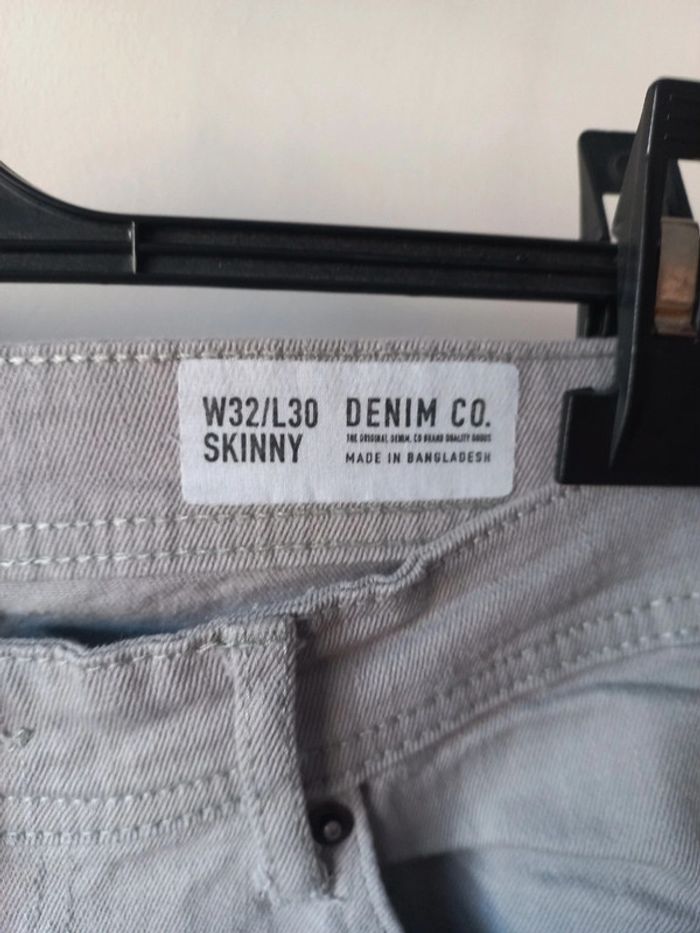 W32/L30
SKINNY
DENIM CO.
THE ORIGINAL DENIM. CO BRAND QUALITY GOODS
MADE IN BANGLADESH